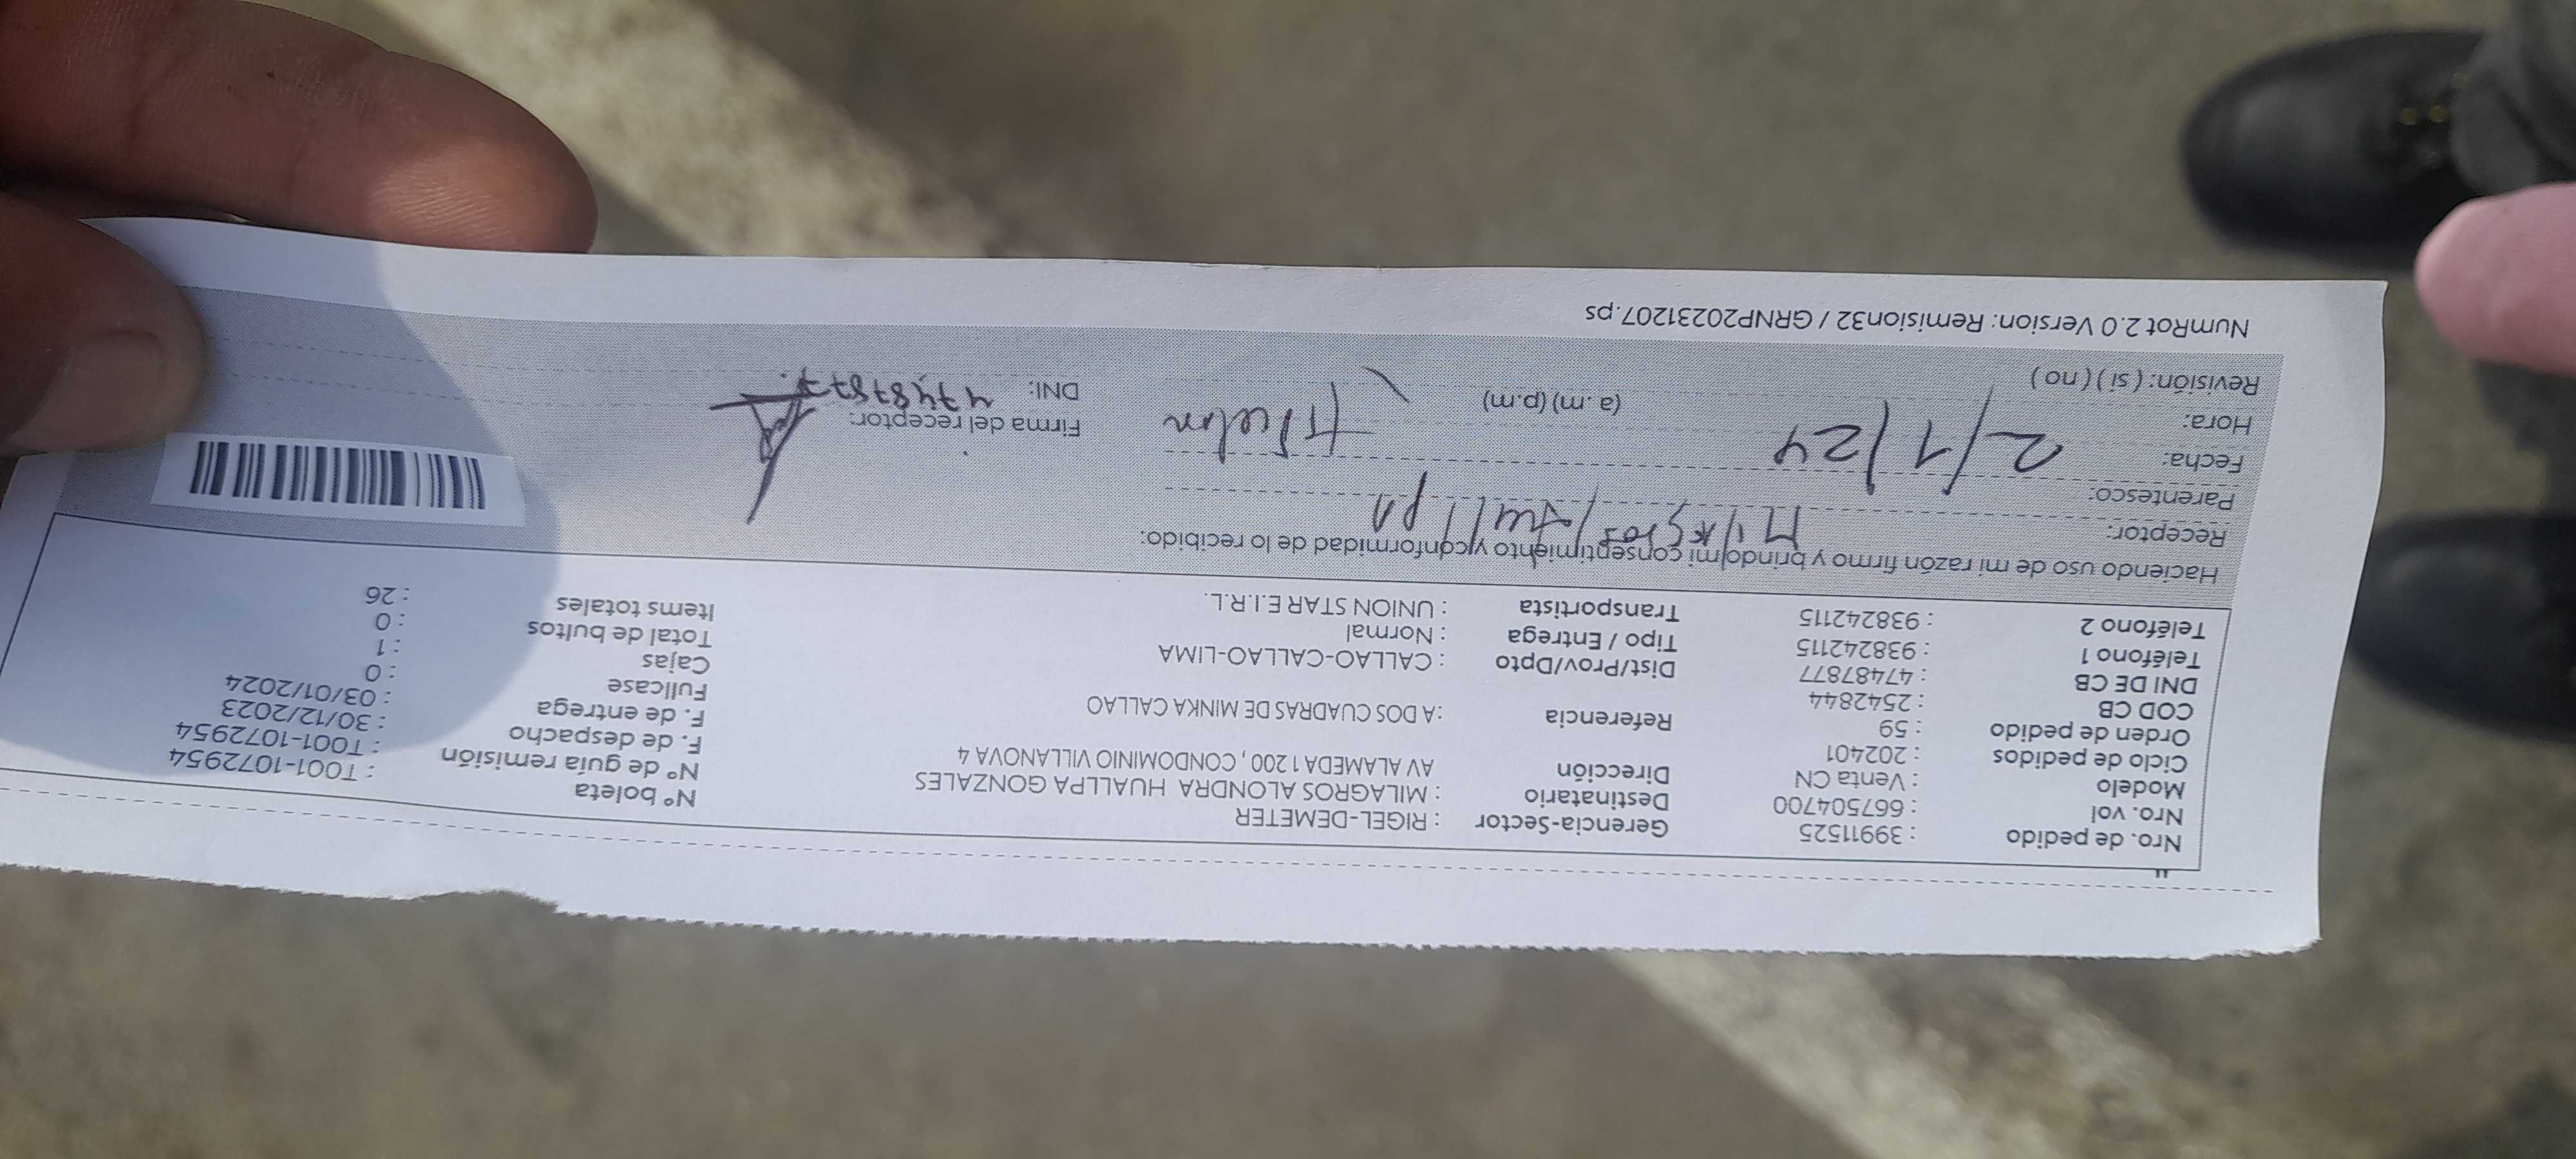 Nro. de pedido : 39911525 Gerencia-Sector : RIGEL-DEMETER Nº boleta : T001-1072954
Nro. vol : 667504700 Destinatario : MILAGROS ALONDRA HUALLPA GONZALES Nº de guía remisión : T001-1072954
Modelo : Venta CN Dirección AV ALAMEDA 1200 , CONDOMINIO VILLANOVA 4 F. de despacho : 30/12/2023
Ciclo de pedidos : 202401 F. de entrega : 03/01/2024
Orden de pedido : 59 Referencia : A DOS CUADRAS DE MINKA CALLAO Fullcase : 0
COD CB : 2542844 Cajas : 1
DNI DE CB : 47487877 Dist/Prov/Dpto : CALLAO-CALLAO-LIMA Total de bultos : 0
Teléfono 1 : 938242115 Tipo / Entrega : Normal Items totales : 26
Teléfono 2 : 938242115 Transportista : UNION STAR E.I.R.L.
Haciendo uso de mi razón firmo y brindo mi consentimiento y conformidad de lo recibido:
Receptor: Milagros Huallpa
Parentesco:
Fecha: 2/1/24
Hora: (a.m) (p.m) Firma del receptor:
Revisión: ( si ) ( no ) DNI: 47487877
NumRot 2.0 Version: Remision32 / GRNP20231207.ps